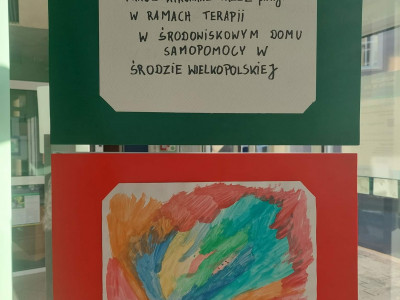 W RAMACH TERAPII
W ŚRODOWISKOWYM DOMU
SAMOPOMOCY W
ŚRODZIE WIELKOPOLSKIEJ